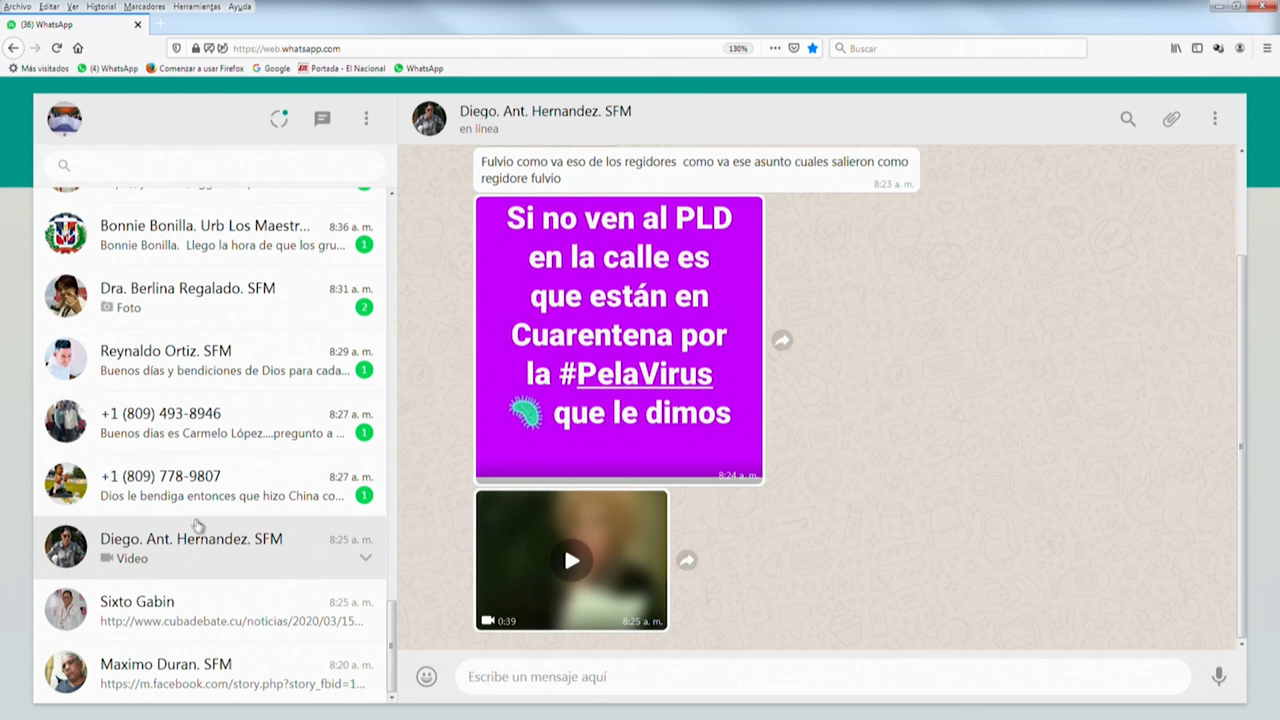 Archivo Editar Ver Historial Marcadores Herramientas Ayuda
(36) WhatsApp
https://web.whatsapp.com
130%
Buscar
Más visitados
(4) WhatsApp
Comenzar a usar Firefox
Google
Portada - El Nacional
WhatsApp
Bonnie Bonilla. Urb Los Maestr... 8:36 a. m.
Bonnie Bonilla. Llego la hora de que los gru... 1
Dra. Berlina Regalado. SFM 8:31 a. m.
Foto 2
Reynaldo Ortiz. SFM 8:29 a. m.
Buenos días y bendiciones de Dios para cada... 1
+1 (809) 493-8946 8:27 a. m.
Buenos dias es Carmelo López....pregunto a ... 1
+1 (809) 778-9807 8:27 a. m.
Dios le bendiga entonces que hizo China co... 1
Diego. Ant. Hernandez. SFM 8:25 a. m.
Video
Sixto Gabin 8:25 a. m.
http://www.cubadebate.cu/noticias/2020/03/15...
Maximo Duran. SFM 8:20 a. m.
https://m.facebook.com/story.php?story_fbid=1...
Diego. Ant. Hernandez. SFM
en línea
Fulvio como va eso de los regidores como va ese asunto cuales salieron como
regidore fulvio
8:23 a. m.
Si no ven al PLD
en la calle es
que están en
Cuarentena por
la #PelaVirus
que le dimos
8:24 a. m.
0:39 8:25 a. m.
Escribe un mensaje aquí